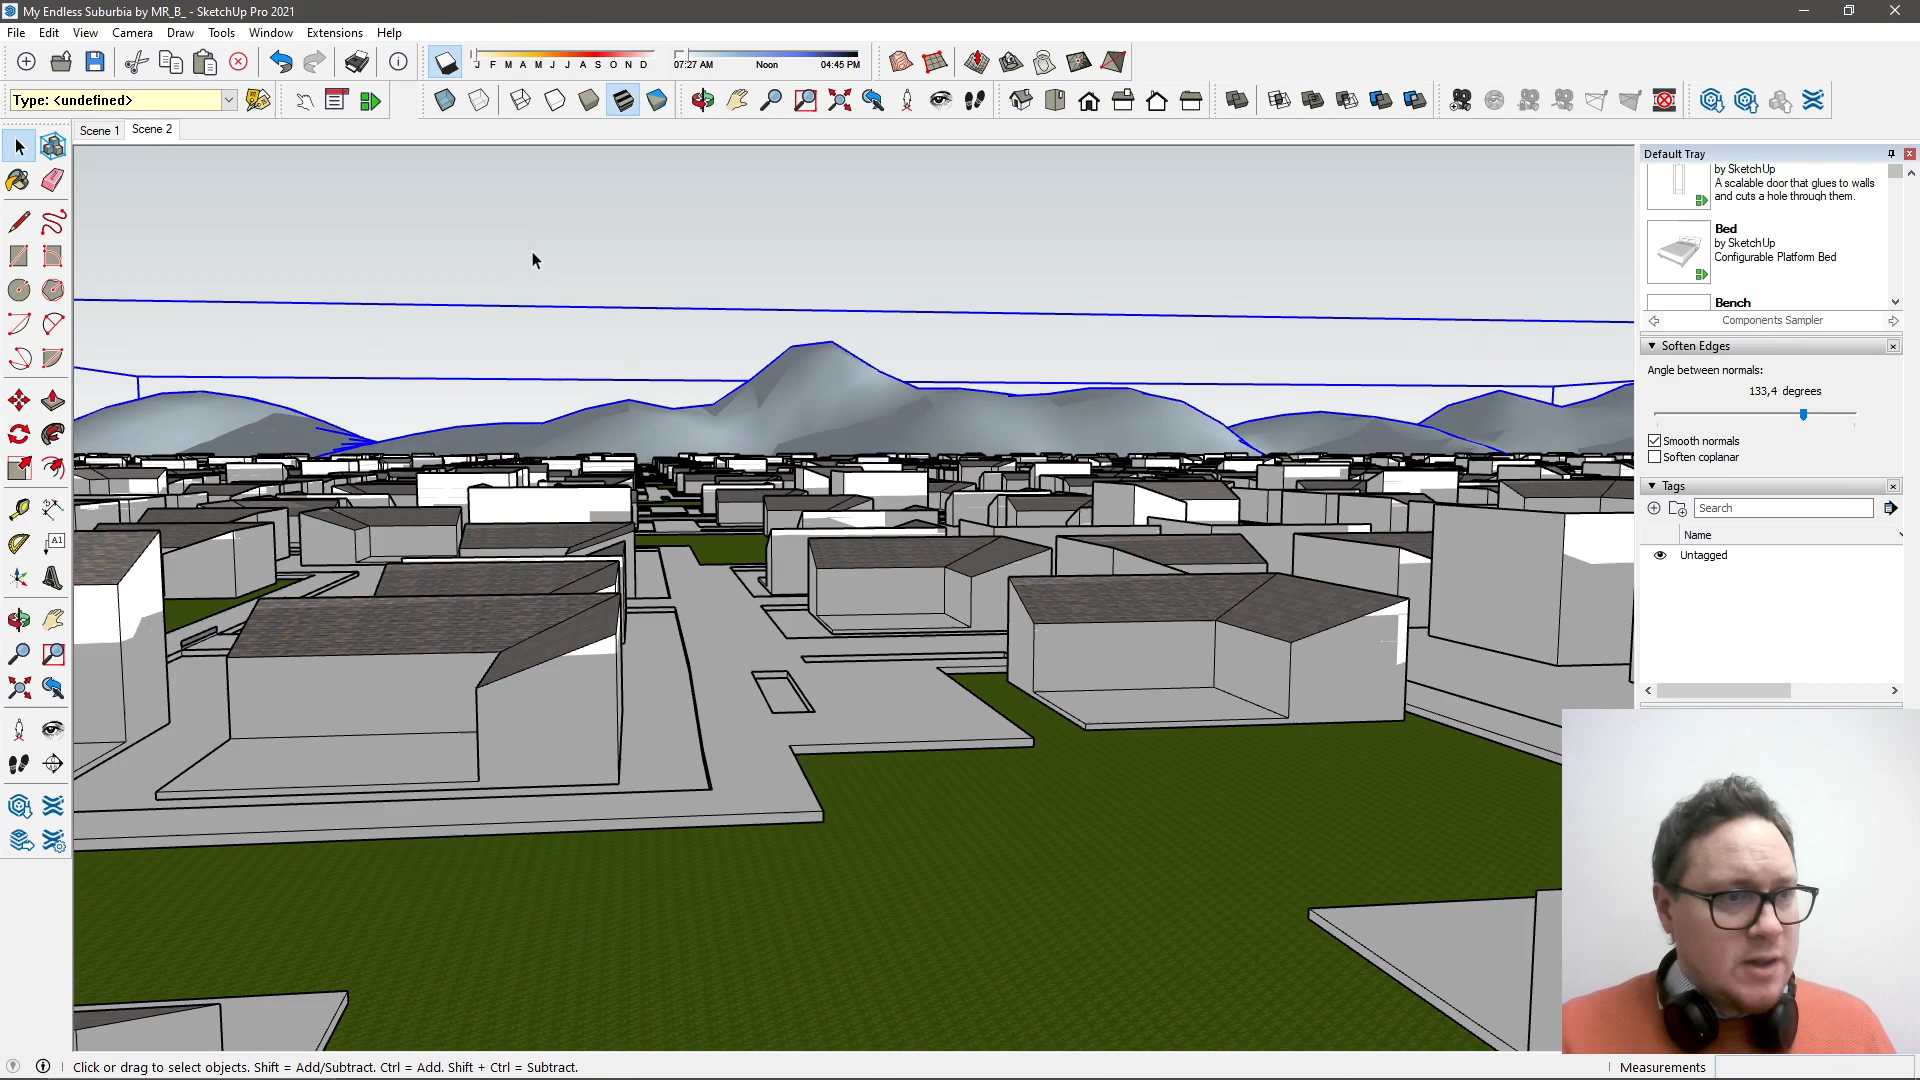 My Endless Suburbia by MR_B_ - SketchUp Pro 2021
File Edit View Camera Draw Tools Window Extensions Help
J F M A M J J A S O N D
07:27 AM Noon 04:45 PM
Type: <undefined>
Scene 1 Scene 2
Default Tray
by SketchUp
A scalable door that glues to walls
and cuts a hole through them.
Bed
by SketchUp
Configurable Platform Bed
Bench
Components Sampler
Soften Edges
Angle between normals:
133,4 degrees
Smooth normals
Soften coplanar
Tags
Search
Name
Untagged
A1
Click or drag to select objects. Shift = Add/Subtract. Ctrl = Add. Shift + Ctrl = Subtract.
Measurements